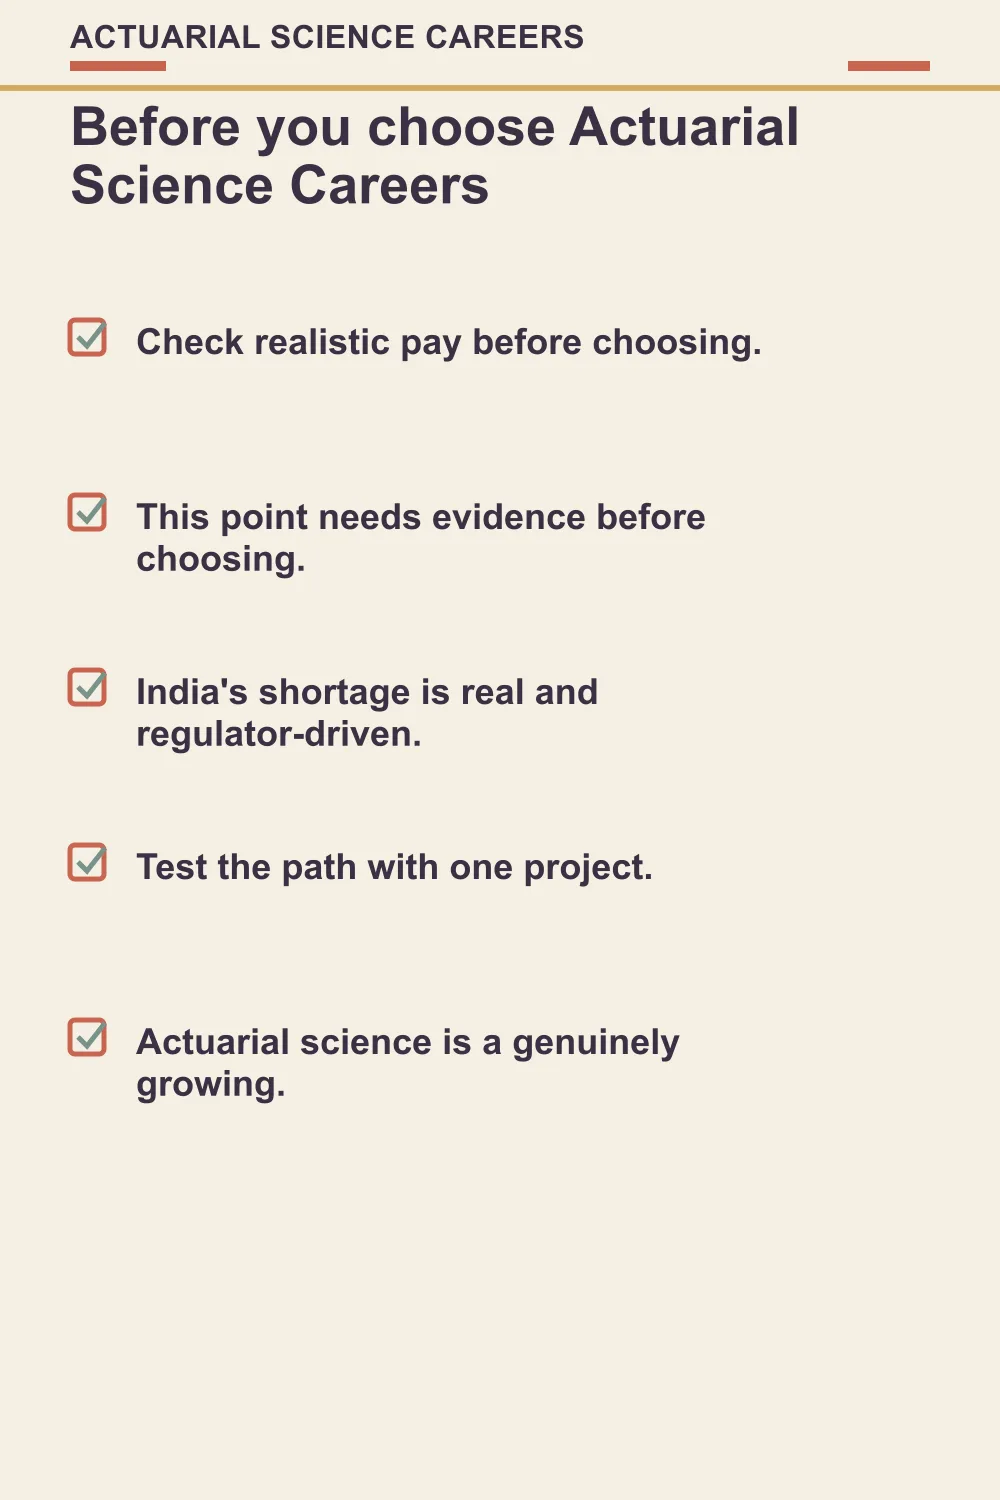 ACTUARIAL SCIENCE CAREERS
Before you choose Actuarial
Science Careers
Check realistic pay before choosing.
This point needs evidence before
choosing.
India's shortage is real and
regulator-driven.
Test the path with one project.
Actuarial science is a genuinely
growing.